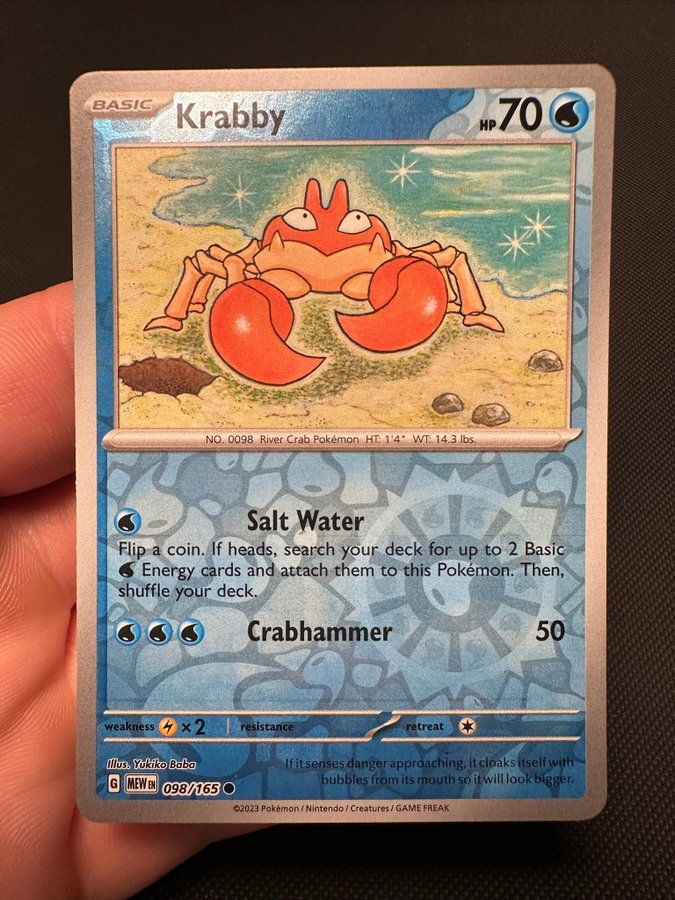 BASIC Krabby HP 70
NO. 0098 River Crab Pokémon HT: 1'4" WT: 14.3 lbs.
Salt Water
Flip a coin. If heads, search your deck for up to 2 Basic
Energy cards and attach them to this Pokémon. Then,
shuffle your deck.
Crabhammer 50
weakness ×2 resistance retreat
Illus. Yukiko Baba
If it senses danger approaching, it cloaks itself with
bubbles from its mouth so it will look bigger.
G MEW EN 098/165
©2023 Pokémon / Nintendo / Creatures / GAME FREAK